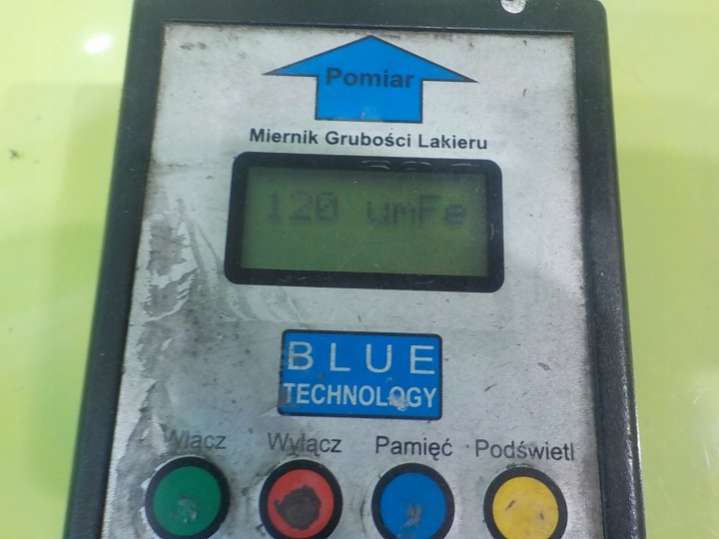 Pomiar
Miernik Grubości Lakieru
120 umFe
BLUE
TECHNOLOGY
Włącz Wyłącz Pamięć Podświetl